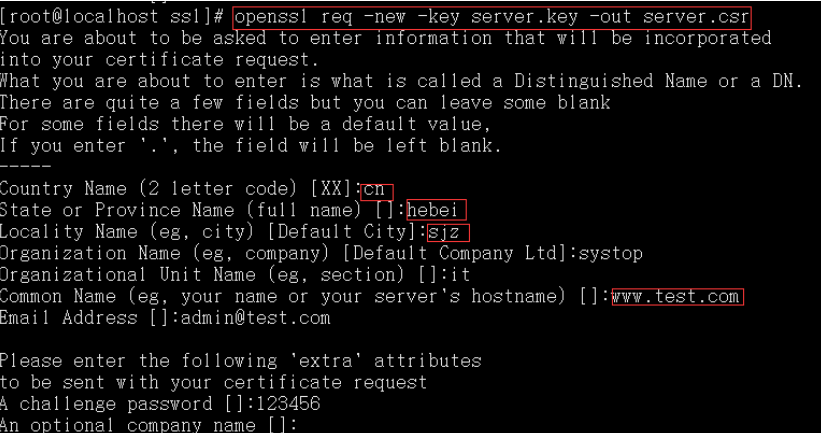 [root@localhost ssl]# openssl req -new -key server.key -out server.csr
You are about to be asked to enter information that will be incorporated
into your certificate request.
What you are about to enter is what is called a Distinguished Name or a DN.
There are quite a few fields but you can leave some blank
For some fields there will be a default value,
If you enter '.', the field will be left blank.
-----
Country Name (2 letter code) [XX]:cn
State or Province Name (full name) []:hebei
Locality Name (eg, city) [Default City]:sjz
Organization Name (eg, company) [Default Company Ltd]:systop
Organizational Unit Name (eg, section) []:it
Common Name (eg, your name or your server's hostname) []:www.test.com
Email Address []:admin@test.com
Please enter the following 'extra' attributes
to be sent with your certificate request
A challenge password []:123456
An optional company name []: